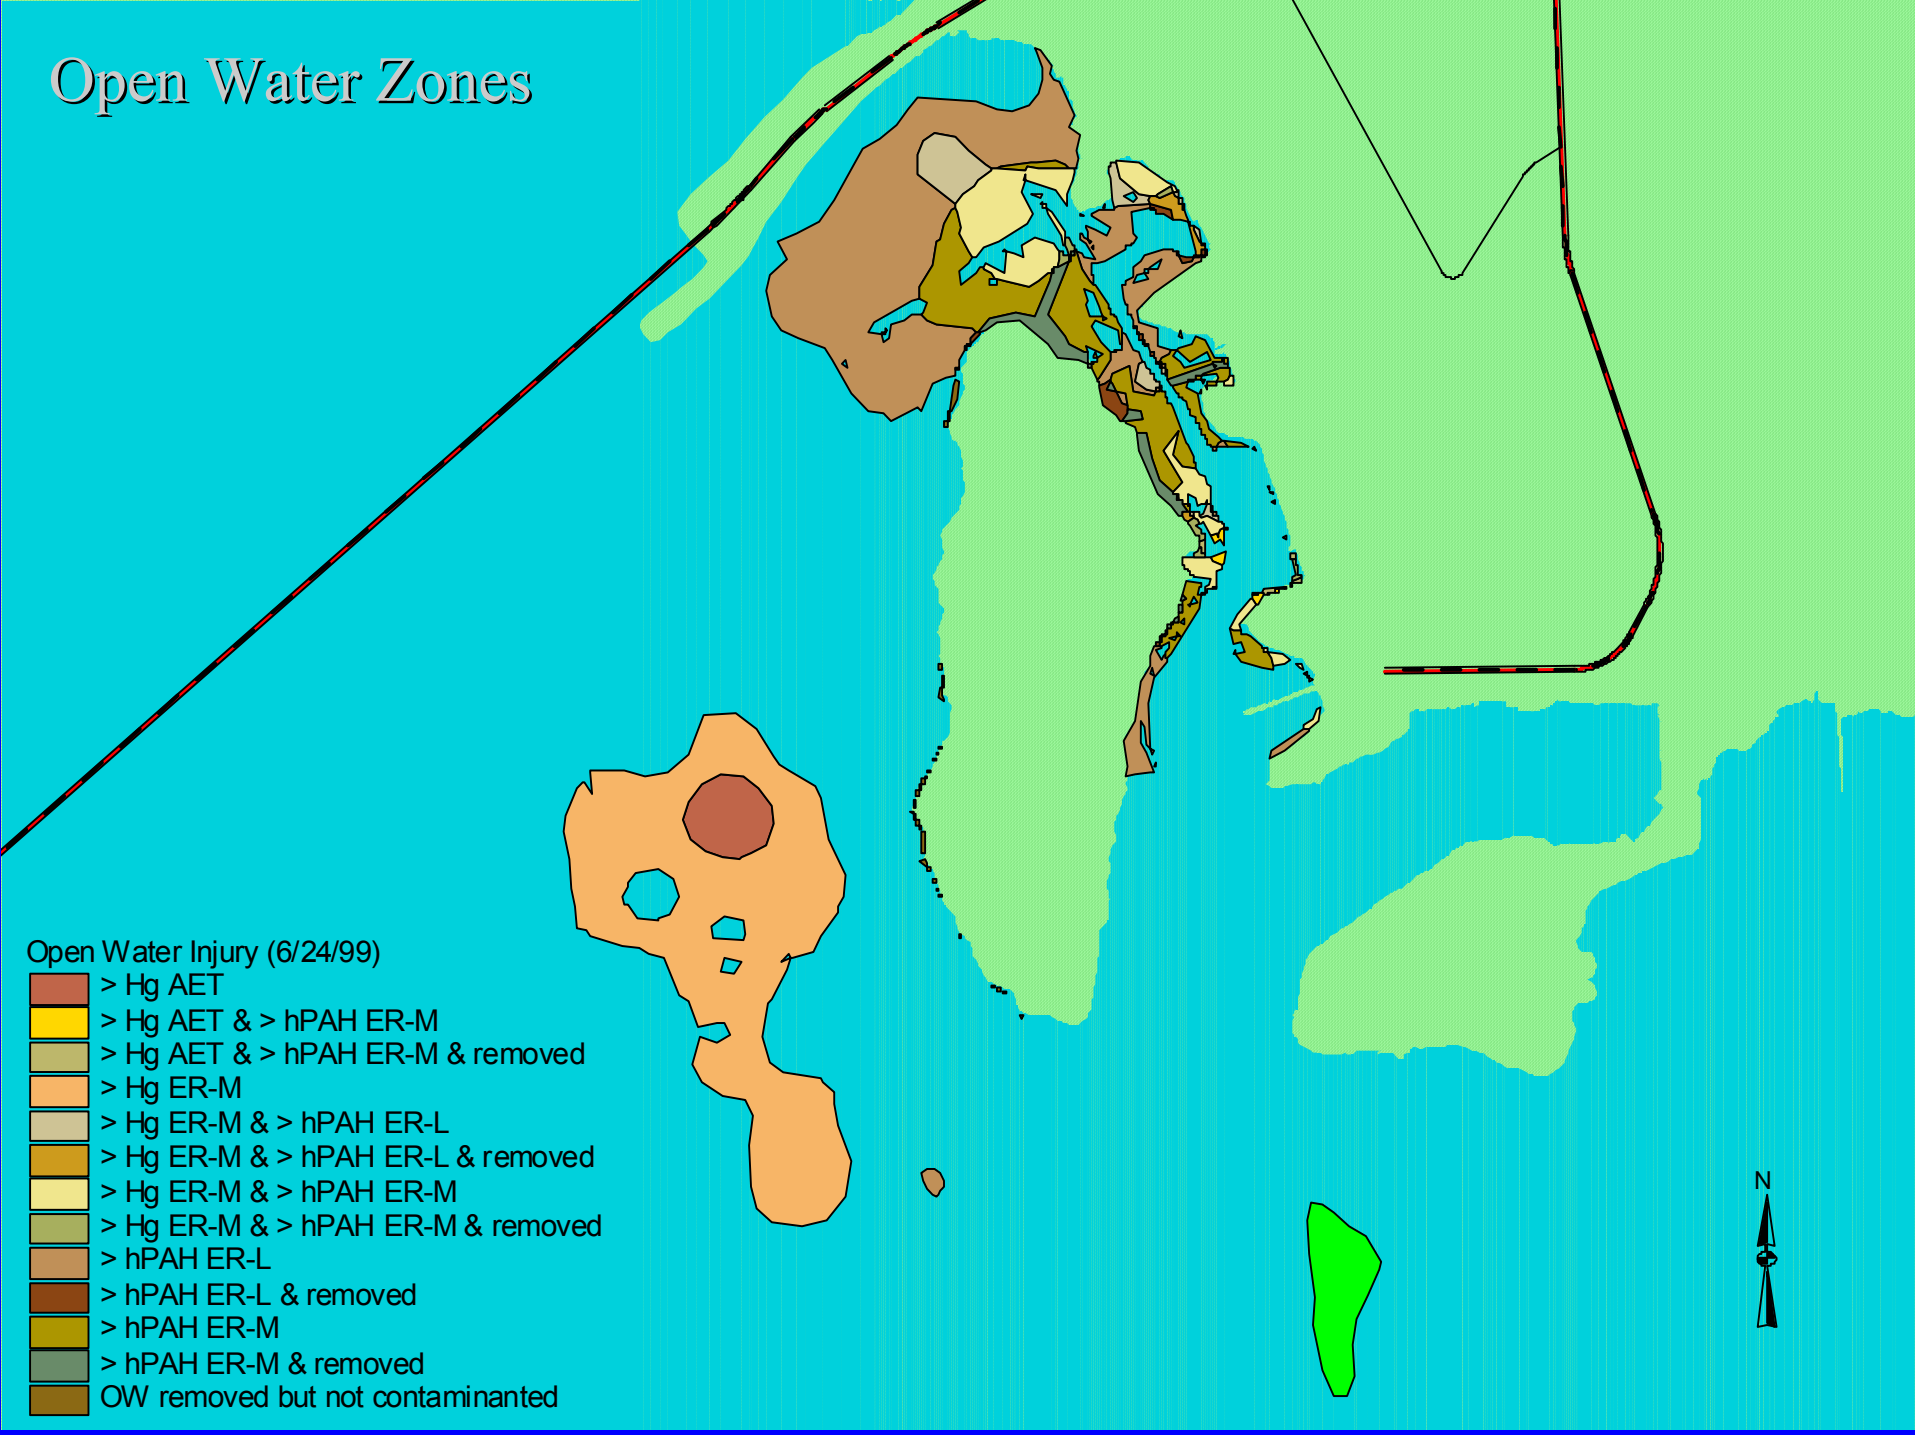 Open Water Zones
Open Water Injury (6/24/99)
> Hg AET
> Hg AET & > hPAH ER-M
> Hg AET & > hPAH ER-M & removed
> Hg ER-M
> Hg ER-M & > hPAH ER-L
> Hg ER-M & > hPAH ER-L & removed
> Hg ER-M & > hPAH ER-M
> Hg ER-M & > hPAH ER-M & removed
> hPAH ER-L
> hPAH ER-L & removed
> hPAH ER-M
> hPAH ER-M & removed
OW removed but not contaminanted
N